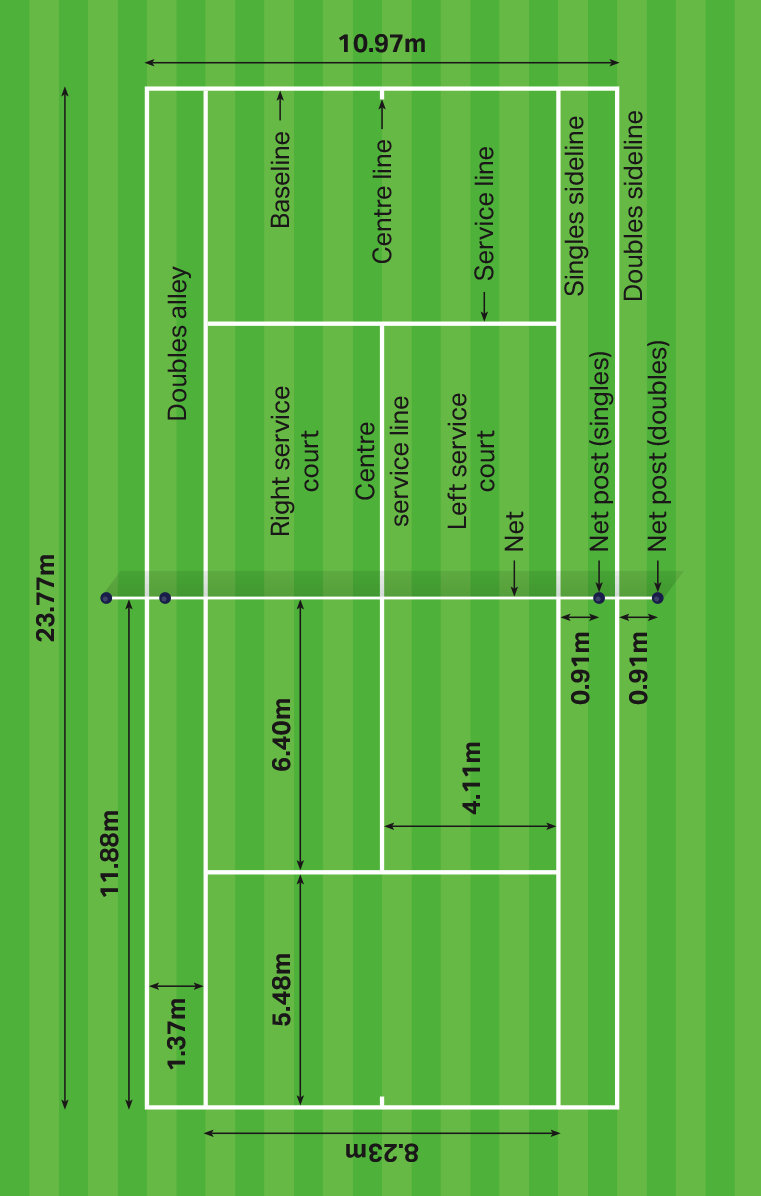 10.97m
Baseline
Centre line
Service line
Singles sideline
Doubles sideline
Doubles alley
Right service
court
Centre
service line
Left service
court
Net
Net post (singles)
Net post (doubles)
23.77m
11.88m
6.40m
4.11m
0.91m
0.91m
5.48m
1.37m
8.23m